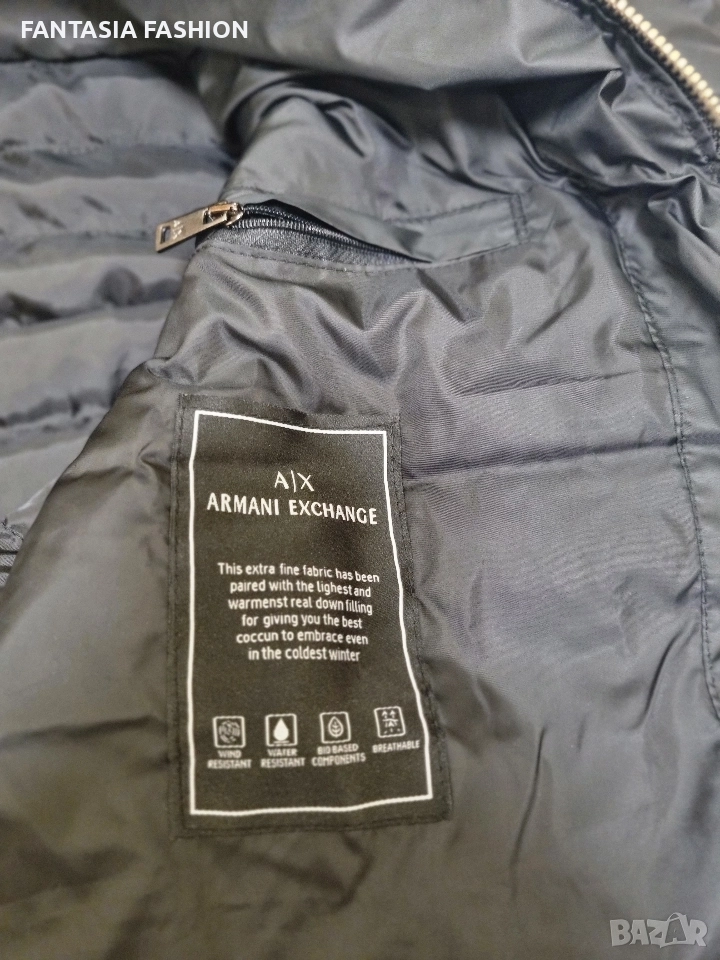 FANTASIA FASHION
A|X
ARMANI EXCHANGE
This extra fine fabric has been
paired with the lighest and
warmenst real down filling
for giving you the best
coccun to embrace even
in the coldest winter
WIND
RESISTANT
WATER
RESISTANT
BIO BASED
COMPONENTS
BREATHABLE
BAZAR